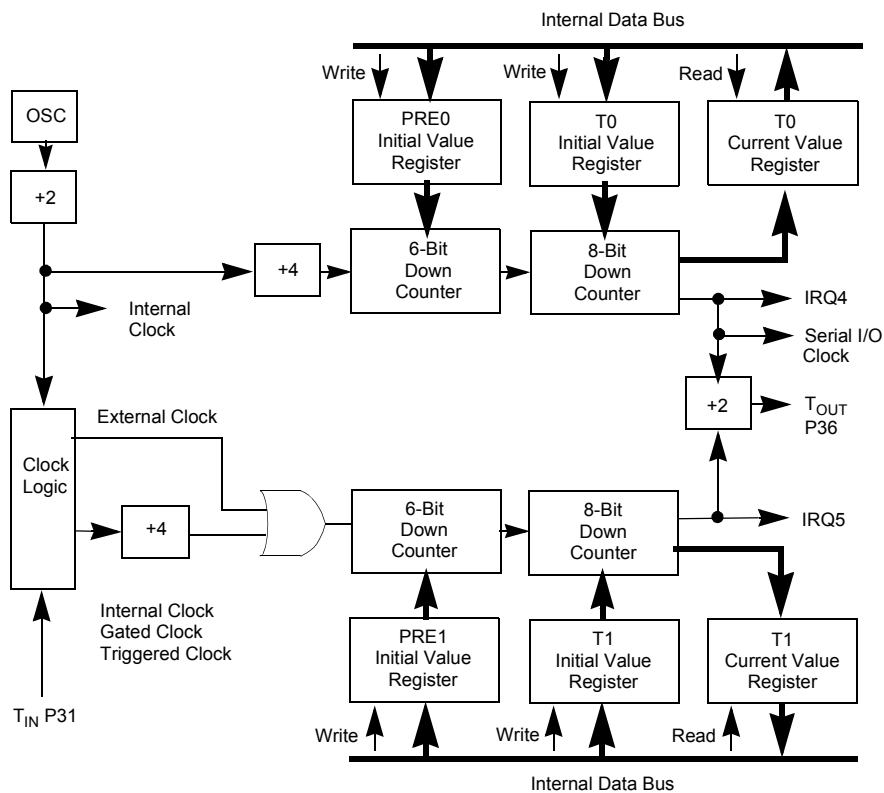 Internal Data Bus
Write
Write
Read
OSC
PRE0
Initial Value
Register
T0
Initial Value
Register
T0
Current Value
Register
+2
+4
6-Bit
Down
Counter
8-Bit
Down
Counter
Internal
Clock
IRQ4
Serial I/O
Clock
+2
TOUT
P36
External Clock
Clock
Logic
+4
6-Bit
Down
Counter
8-Bit
Down
Counter
IRQ5
Internal Clock
Gated Clock
Triggered Clock
PRE1
Initial Value
Register
T1
Initial Value
Register
T1
Current Value
Register
TIN P31
Write
Write
Read
Internal Data Bus